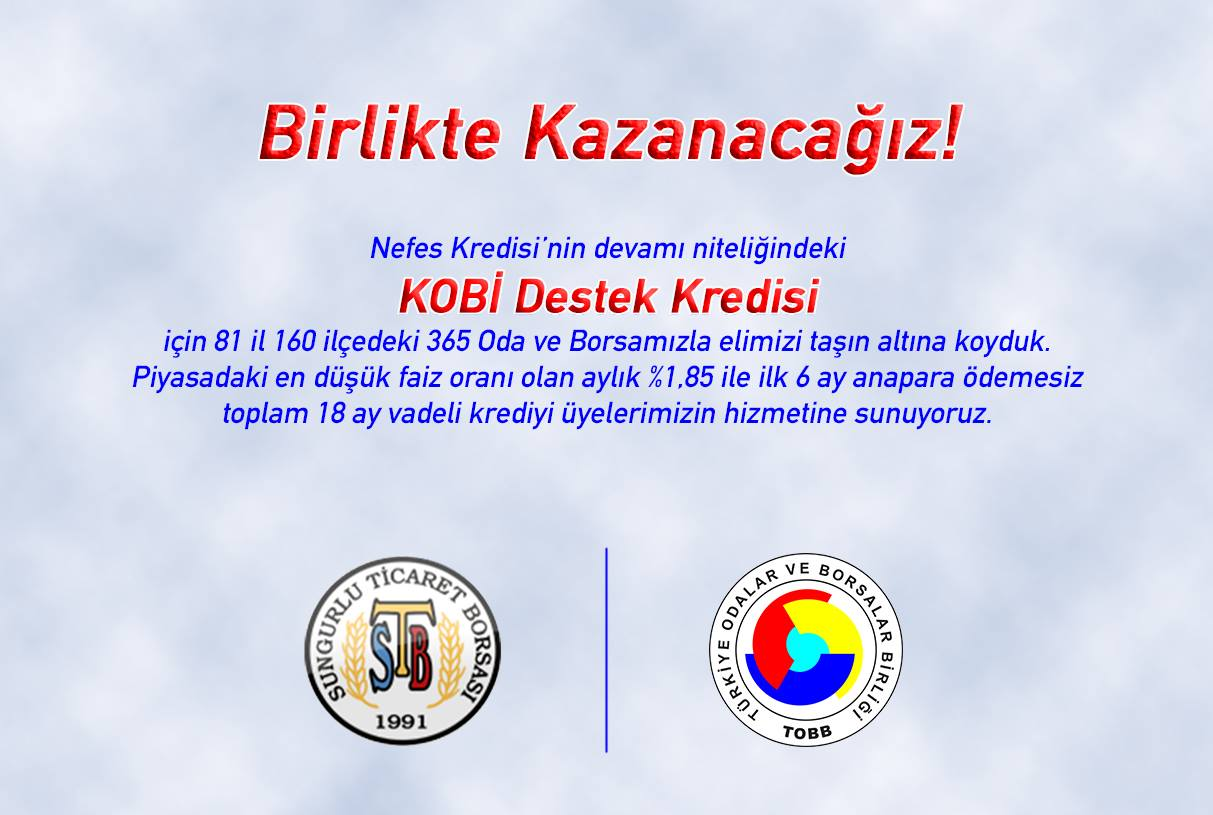 Birlikte Kazanacağız!
Nefes Kredisi’nin devamı niteliğindeki
KOBİ Destek Kredisi
için 81 il 160 ilçedeki 365 Oda ve Borsamızla elimizi taşın altına koyduk.
Piyasadaki en düşük faiz oranı olan aylık %1,85 ile ilk 6 ay anapara ödemesiz
toplam 18 ay vadeli krediyi üyelerimizin hizmetine sunuyoruz.
SUNGURLU TİCARET BORSASI
STB
1991
TÜRKİYE ODALAR VE BORSALAR BİRLİĞİ
TOBB